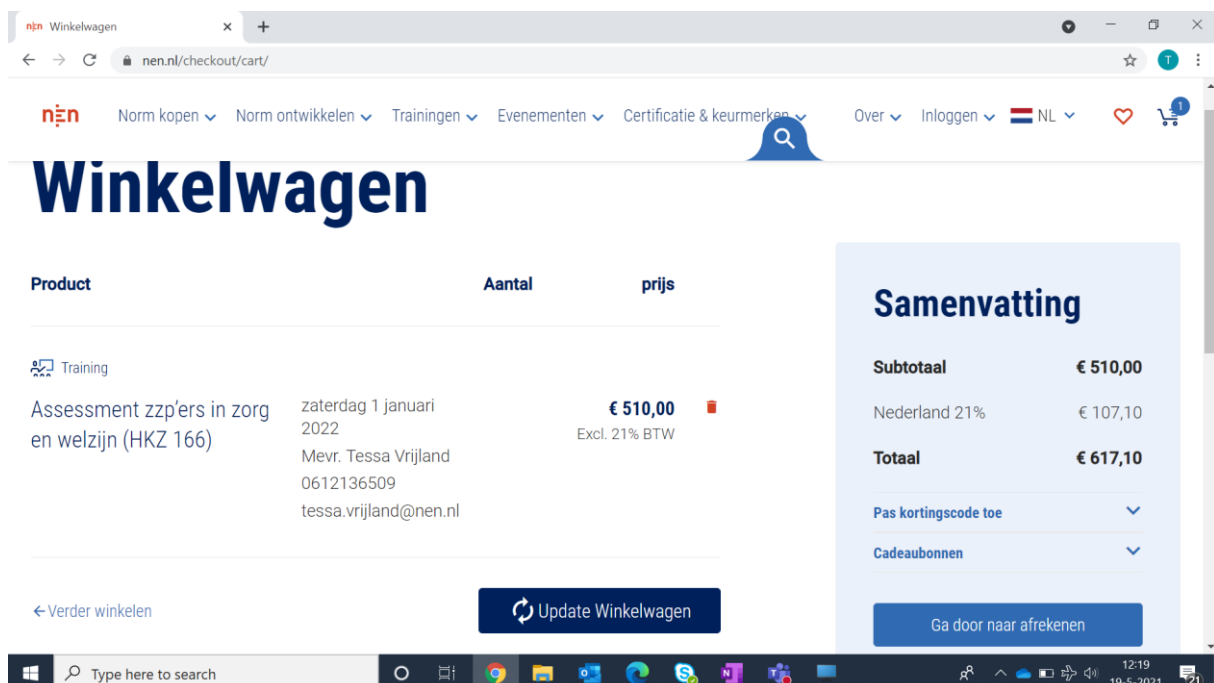 nen Winkelwagen
nen.nl/checkout/cart/
T
nen Norm kopen Norm ontwikkelen Trainingen Evenementen Certificatie & keurmerken Over Inloggen NL 1
Winkelwagen
Product Aantal prijs
Training
Assessment zzp'ers in zorg
en welzijn (HKZ 166)
zaterdag 1 januari
2022
Mevr. Tessa Vrijland
0612136509
tessa.vrijland@nen.nl
€ 510,00
Excl. 21% BTW
Verder winkelen
Update Winkelwagen
Samenvatting
Subtotaal € 510,00
Nederland 21% € 107,10
Totaal € 617,10
Pas kortingscode toe
Cadeaubonnen
Ga door naar afrekenen
Type here to search
12:19
19-5-2021
21